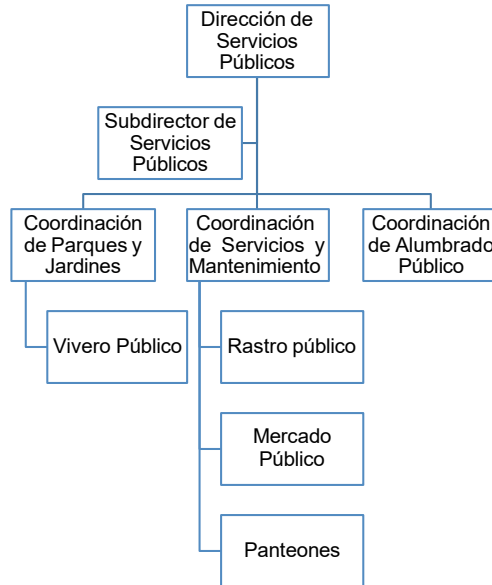 Dirección de
Servicios
Públicos
Subdirector de
Servicios
Públicos
Coordinación
de Parques y
Jardines
Coordinación
de Servicios y
Mantenimiento
Coordinación
de Alumbrado
Público
Vivero Público
Rastro público
Mercado
Público
Panteones